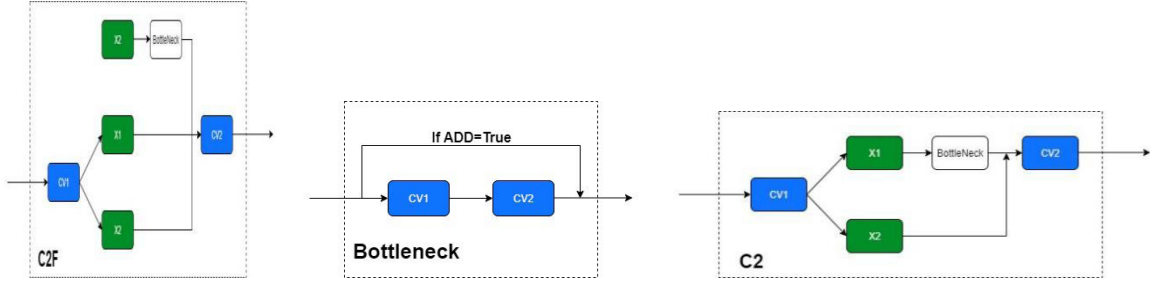 X2
BottleNeck
X1
CV2
CV1
X2
C2F
If ADD=True
CV1
CV2
Bottleneck
X1
BottleNeck
CV2
CV1
X2
C2